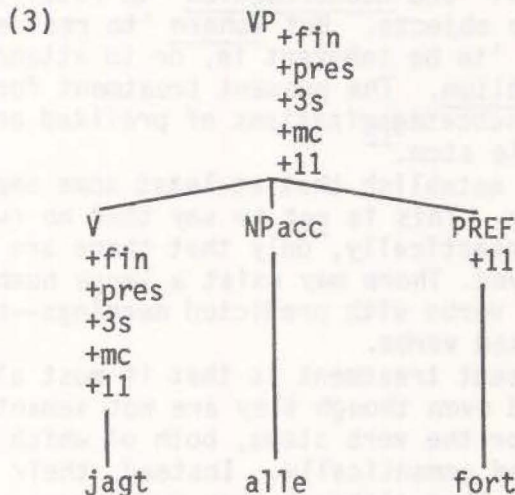 (3) VP
+fin
+pres
+3s
+mc
+11
V NPacc PREF
+fin +11
+pres
+3s
+mc
+11
jagt alle fort